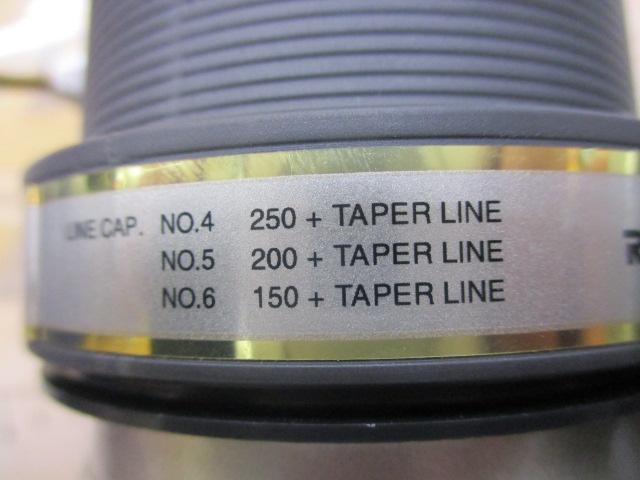 LINE CAP. NO.4 250 + TAPER LINE
NO.5 200 + TAPER LINE
NO.6 150 + TAPER LINE